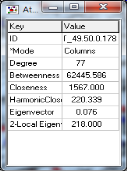 At...
Key Value
ID f_49.50.0.178
*Mode Columns
Degree 77
Betweenness 62445.586
Closeness 1567.000
HarmonicClose 220.339
Eigenvector 0.076
2-Local Eigen 218.000